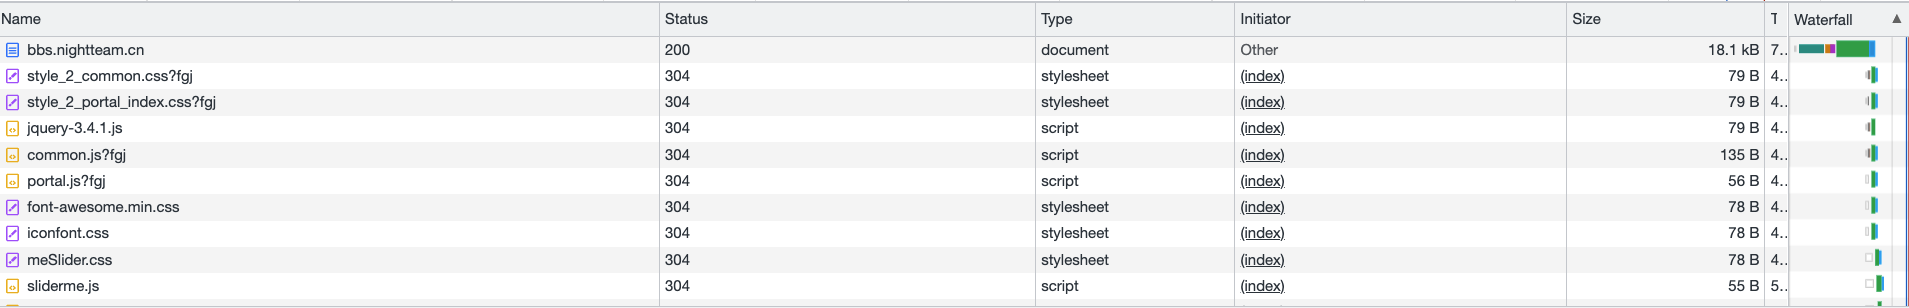 Name Status Type Initiator Size T Waterfall ▲
bbs.nightteam.cn 200 document Other 18.1 kB 7..
style_2_common.css?fgj 304 stylesheet (index) 79 B 4..
style_2_portal_index.css?fgj 304 stylesheet (index) 79 B 4..
jquery-3.4.1.js 304 script (index) 79 B 4..
common.js?fgj 304 script (index) 135 B 4..
portal.js?fgj 304 script (index) 56 B 4..
font-awesome.min.css 304 stylesheet (index) 78 B 4..
iconfont.css 304 stylesheet (index) 78 B 4..
meSlider.css 304 stylesheet (index) 78 B 4..
sliderme.js 304 script (index) 55 B 5..